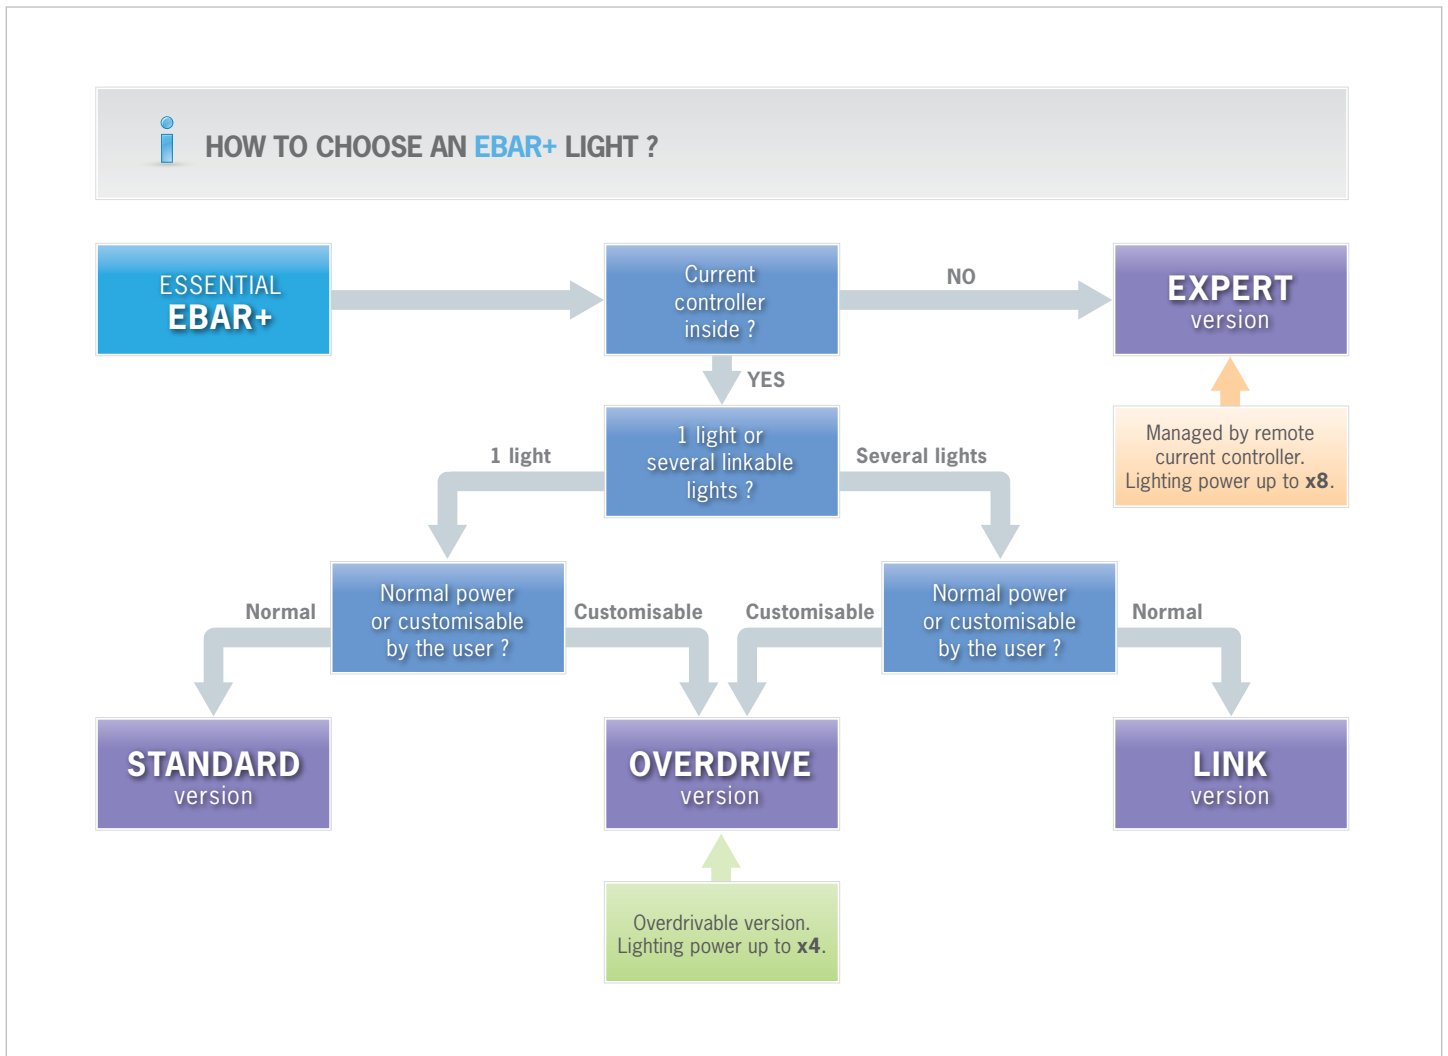 HOW TO CHOOSE AN EBAR+ LIGHT ?
ESSENTIAL
EBAR+
Current
controller
inside ?
NO
EXPERT
version
YES
Managed by remote
current controller.
Lighting power up to x8.
1 light
1 light or
several linkable
lights ?
Several lights
Normal
Normal power
or customisable
by the user ?
Customisable
Customisable
Normal power
or customisable
by the user ?
Normal
STANDARD
version
OVERDRIVE
version
LINK
version
Overdrivable version.
Lighting power up to x4.